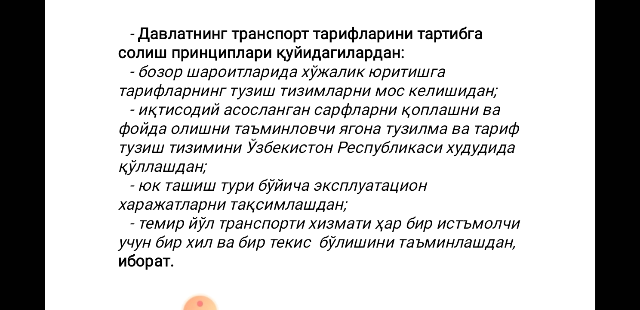 - Давлатнинг транспорт тарифларини тартибга
солиш принциплари қуйидагилардан:
- бозор шароитларида хўжалик юритишга
тарифларнинг тузиш тизимларни мос келишидан;
- иқтисодий асосланган сарфларни қоплашни ва
фойда олишни таъминловчи ягона тузилма ва тариф
тузиш тизимини Ўзбекистон Республикаси худудида
қўллашдан;
- юк ташиш тури бўйича эксплуатацион
харажатларни тақсимлашдан;
- темир йўл транспорти хизмати ҳар бир истъмолчи
учун бир хил ва бир текис бўлишини таъминлашдан,
иборат.